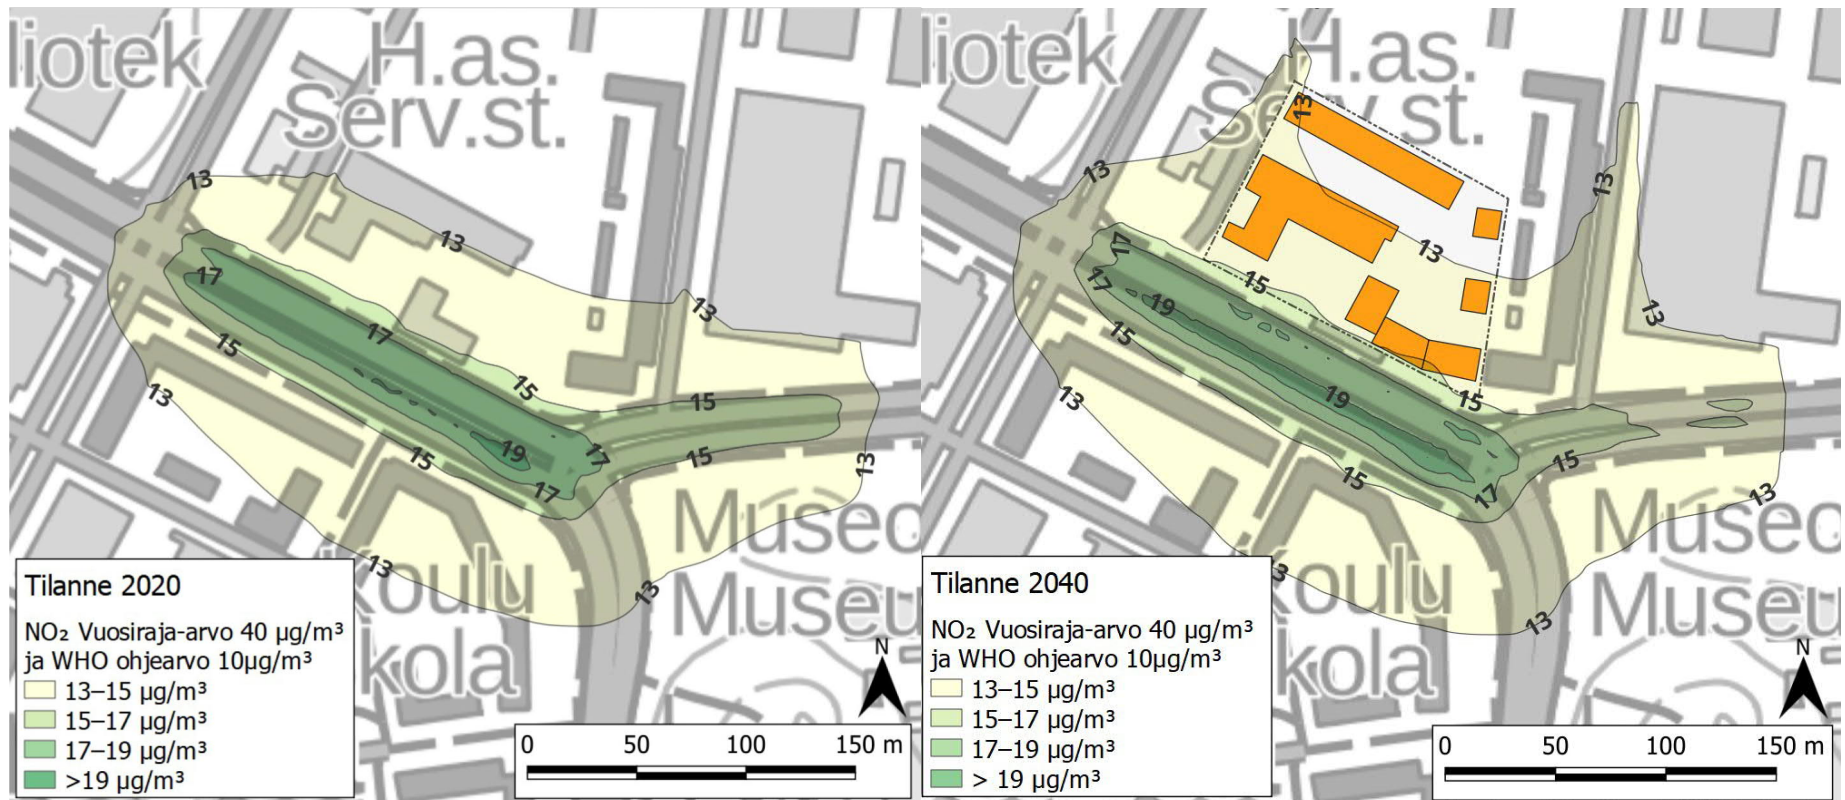 liotek
H.as.
Serv.st.
13
13
13
17
17
15
15
15
13
15
19
17
15
13
17
Museo
Museu
13
Koulu
kola
13
Tilanne 2020
NO₂ Vuosiraja-arvo 40 µg/m³
ja WHO ohjearvo 10µg/m³
13–15 µg/m³
15–17 µg/m³
17–19 µg/m³
>19 µg/m³
N
0 50 100 150 m
liotek
H.as.
Serv.st.
13
13
13
17
13
17
15
19
13
15
19
15
13
15
15
13
17
Museo
Museu
13
Koulu
kola
13
Tilanne 2040
NO₂ Vuosiraja-arvo 40 µg/m³
ja WHO ohjearvo 10µg/m³
13–15 µg/m³
15–17 µg/m³
17–19 µg/m³
> 19 µg/m³
N
0 50 100 150 m